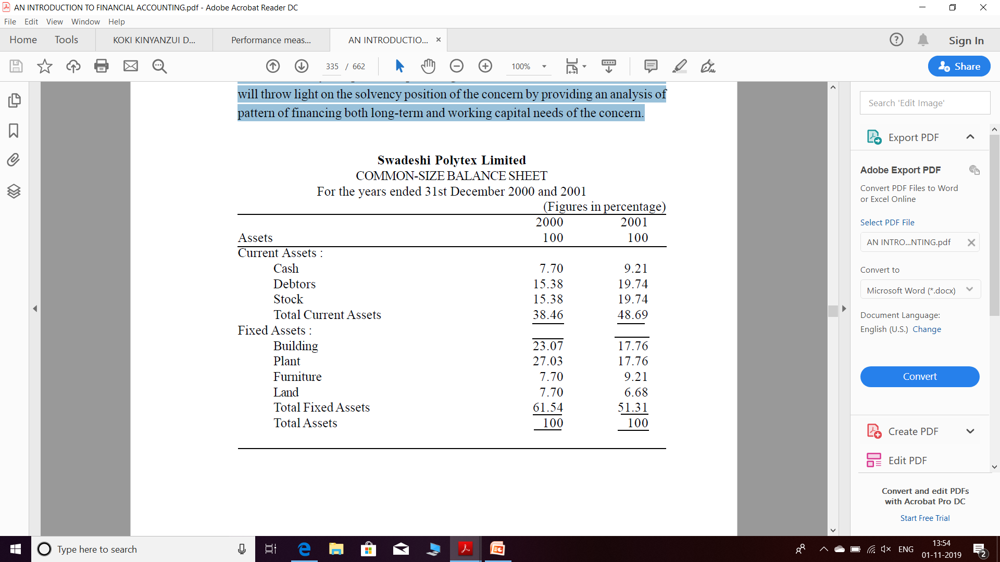 AN INTRODUCTION TO FINANCIAL ACCOUNTING.pdf - Adobe Acrobat Reader DC
File Edit View Window Help
Home Tools KOKI KINYANZUI D... Performance meas... AN INTRODUCTIO... × Sign In
335 / 662 100% Share
will throw light on the solvency position of the concern by providing an analysis of
pattern of financing both long-term and working capital needs of the concern.
Swadeshi Polytex Limited
COMMON-SIZE BALANCE SHEET
For the years ended 31st December 2000 and 2001
(Figures in percentage)
2000 2001
Assets 100 100
Current Assets :
Cash 7.70 9.21
Debtors 15.38 19.74
Stock 15.38 19.74
Total Current Assets 38.46 48.69
Fixed Assets :
Building 23.07 17.76
Plant 27.03 17.76
Furniture 7.70 9.21
Land 7.70 6.68
Total Fixed Assets 61.54 51.31
Total Assets 100 100
Search 'Edit Image'
Export PDF
Adobe Export PDF
Convert PDF Files to Word
or Excel Online
Select PDF File
AN INTRO...NTING.pdf
Convert to
Microsoft Word (*.docx)
Document Language:
English (U.S.) Change
Convert
Create PDF
Edit PDF
Convert and edit PDFs
with Acrobat Pro DC
Start Free Trial
Type here to search
ENG
13:54
01-11-2019
2